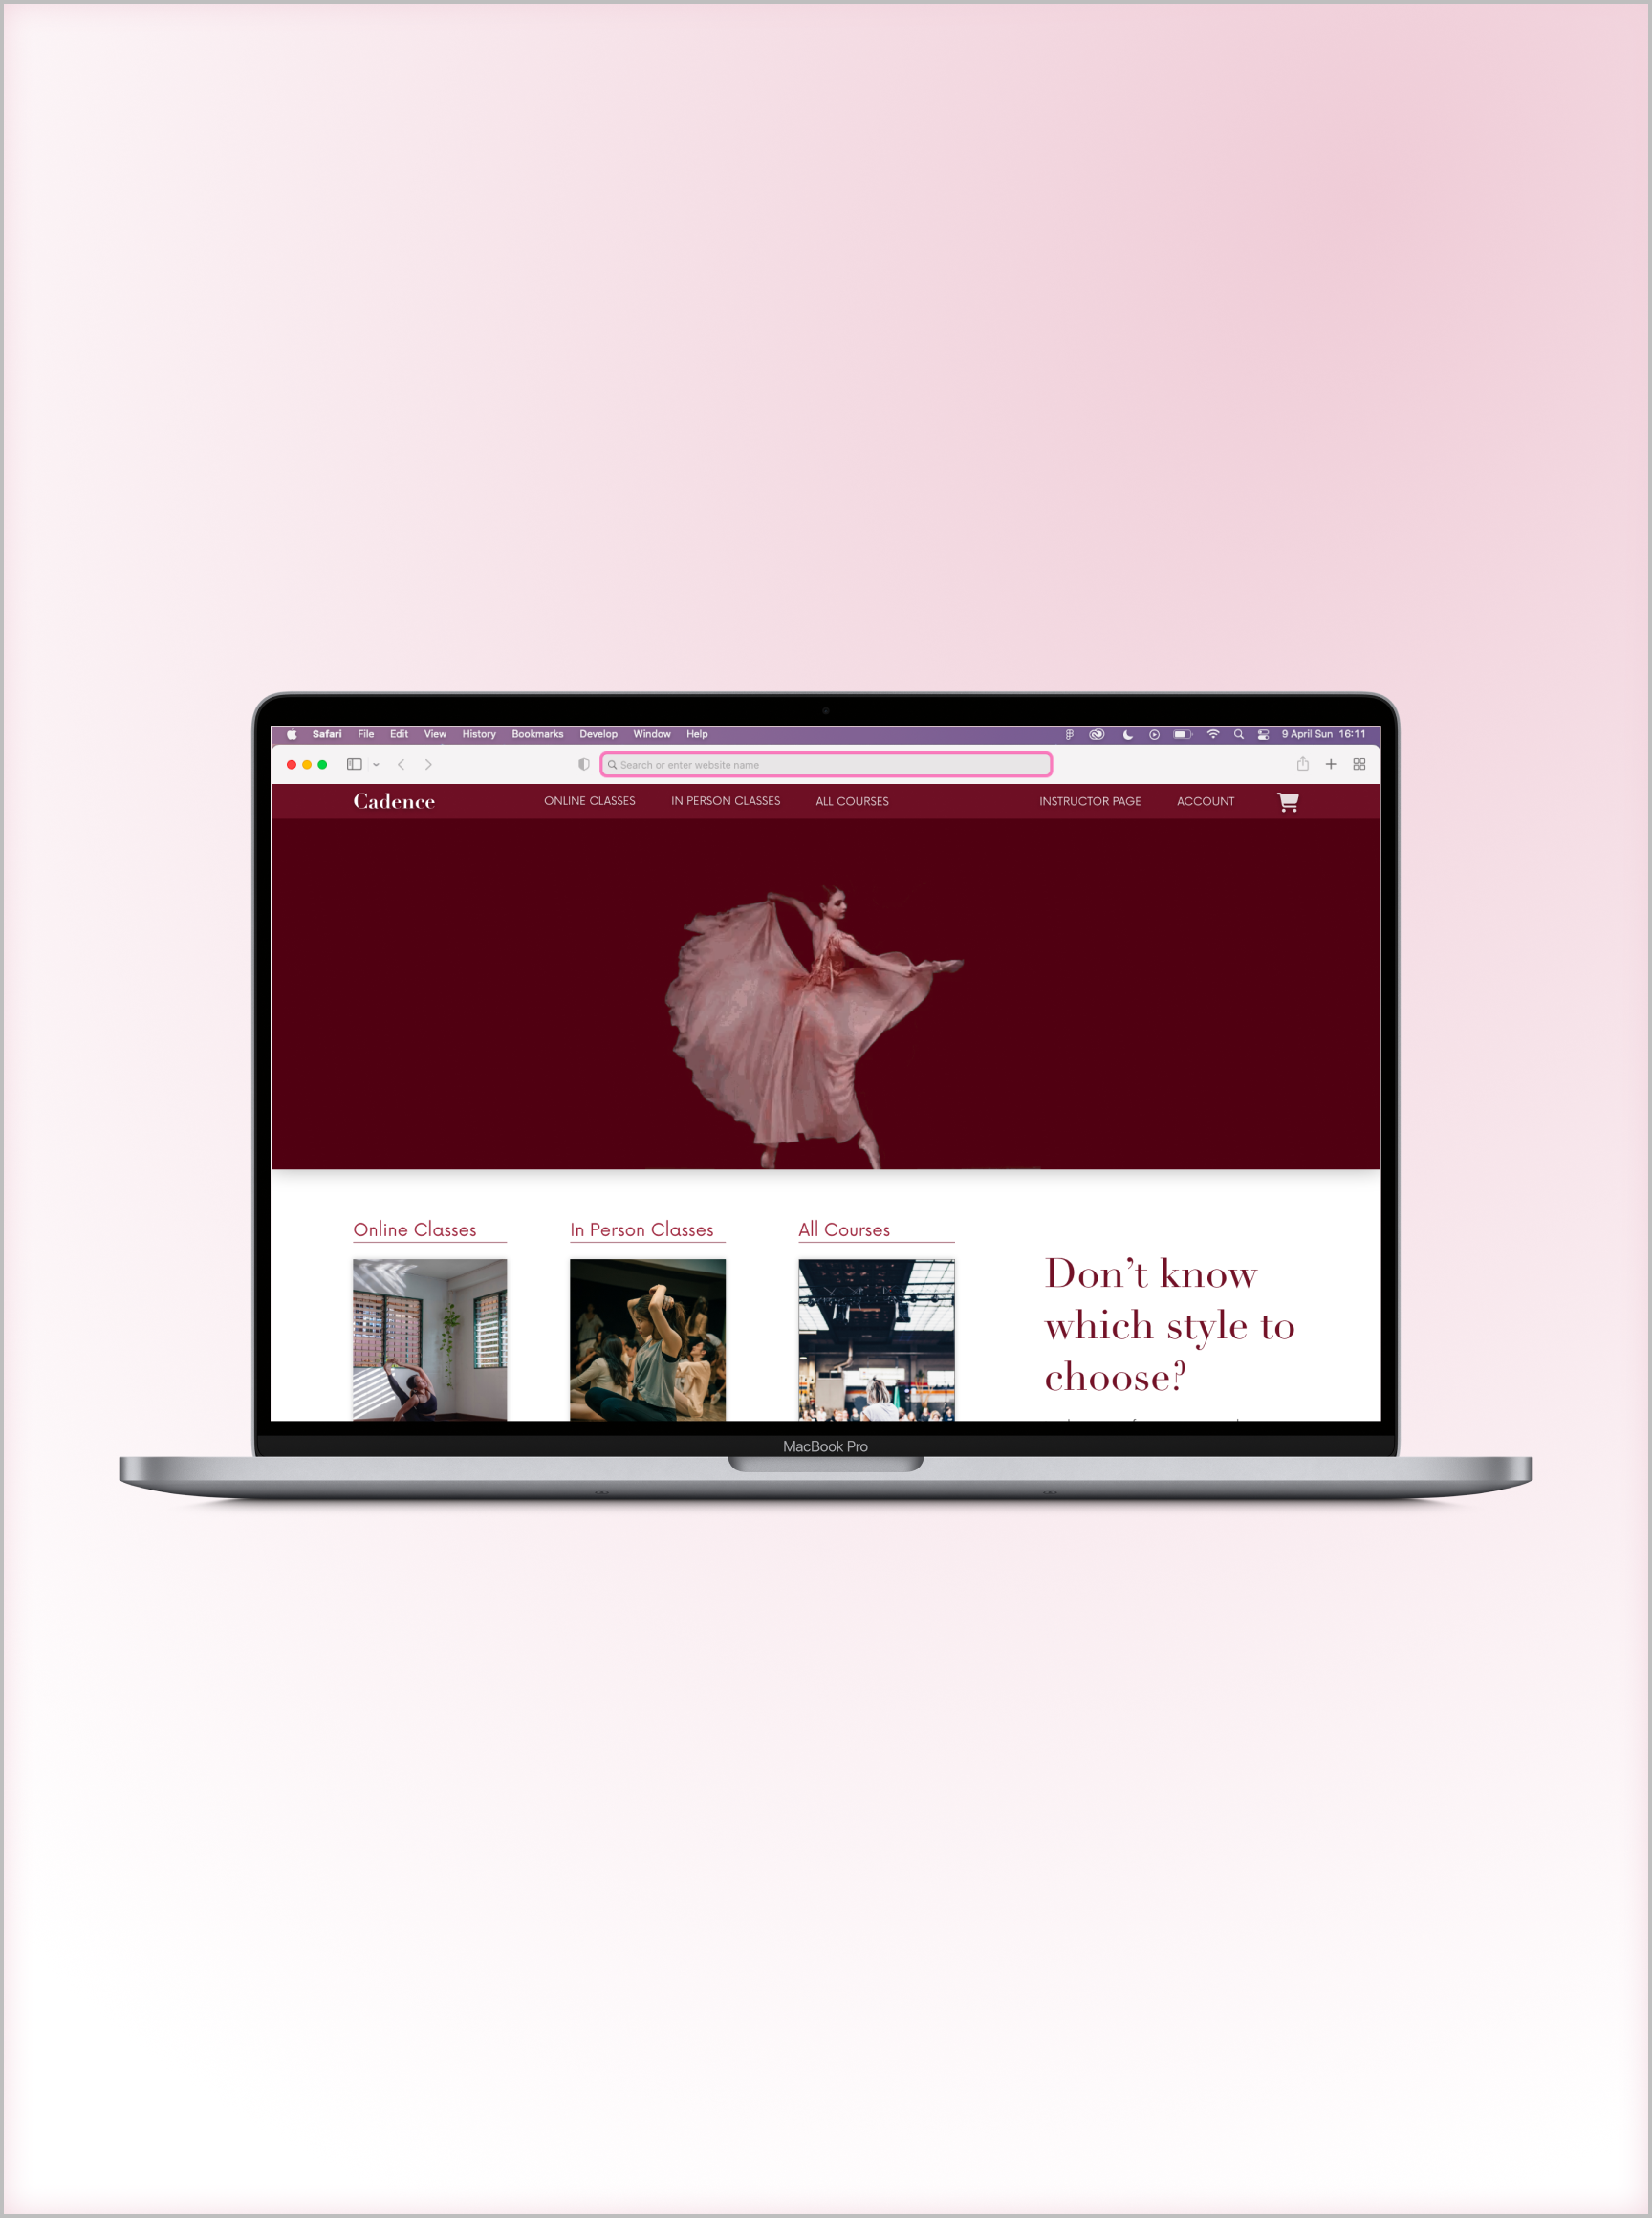 Safari File Edit View History Bookmarks Develop Window Help 9 April Sun 16:11
Search or enter website name
Cadence ONLINE CLASSES IN PERSON CLASSES ALL COURSES INSTRUCTOR PAGE ACCOUNT
Online Classes In Person Classes All Courses
Don’t know
which style to
choose?
MacBook Pro